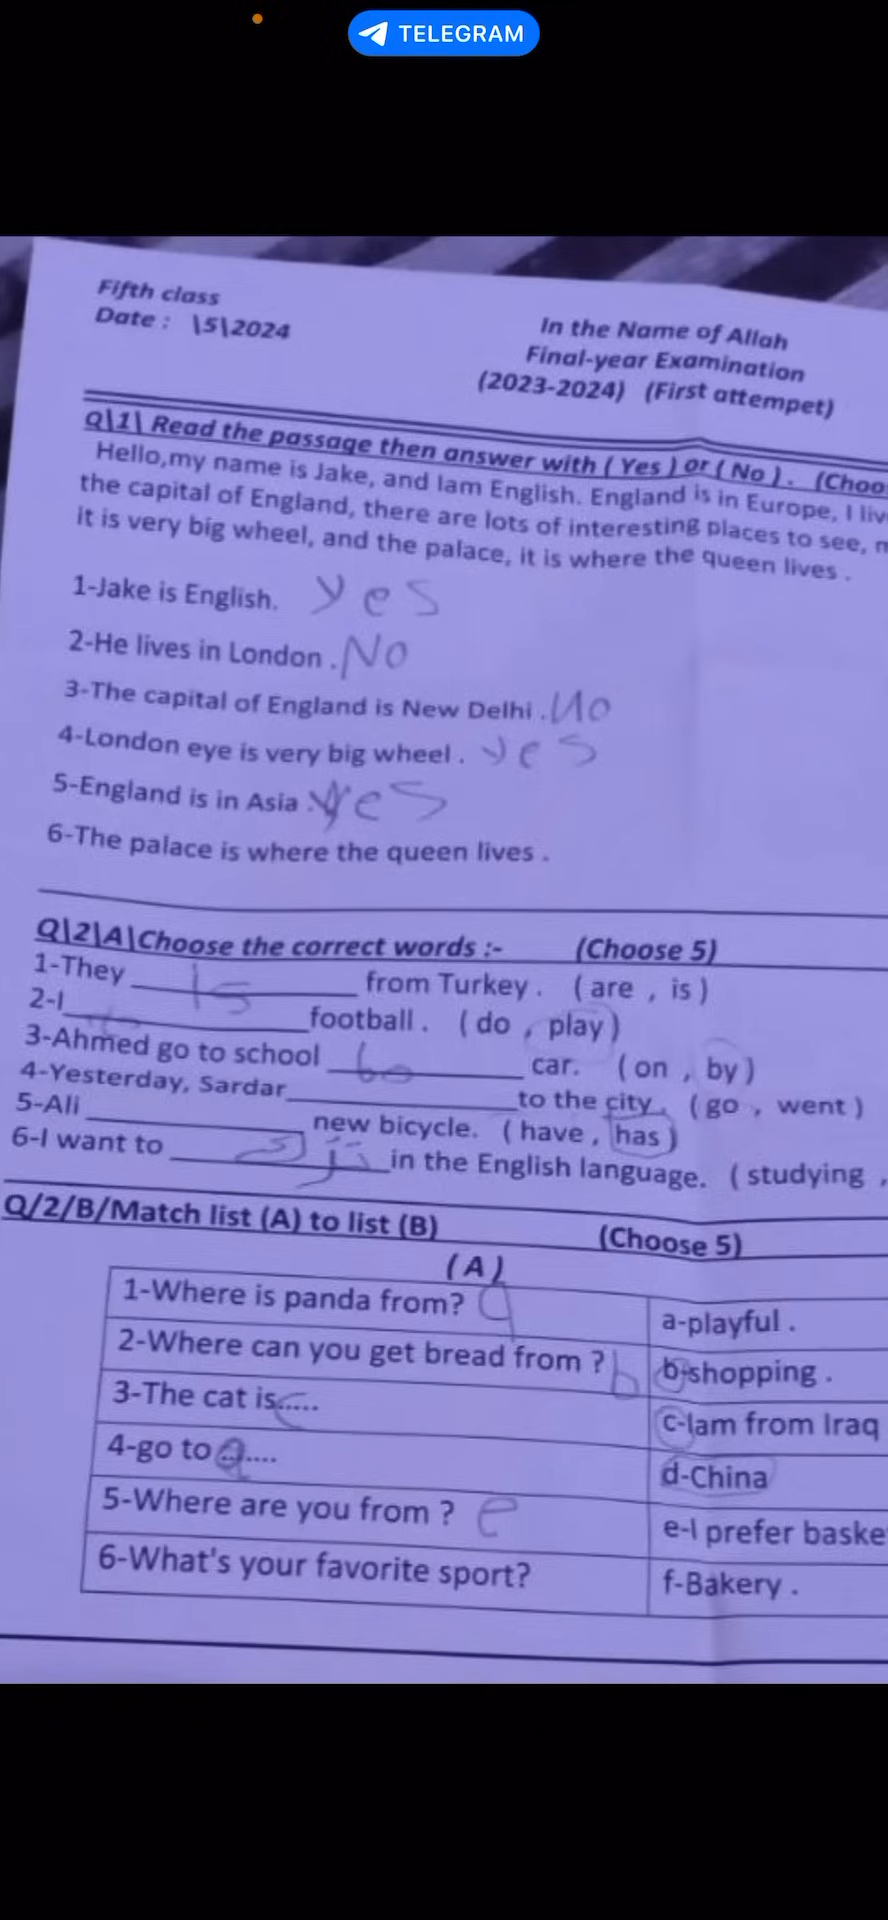 TELEGRAM
Fifth class
Date : \5\2024
In the Name of Allah
Final-year Examination
(2023-2024) (First attempet)
Q\1\ Read the passage then answer with ( Yes ) or ( No ) . (Choo
Hello,my name is Jake, and Iam English. England is in Europe, I liv
the capital of England, there are lots of interesting places to see,
it is very big wheel, and the palace, it is where the queen lives .
1-Jake is English. yes
2-He lives in London . No
3-The capital of England is New Delhi . No
4-London eye is very big wheel . yes
5-England is in Asia . yes
6-The palace is where the queen lives .
Q\2\A\Choose the correct words :- (Choose 5)
1-They is from Turkey . ( are , is )
2-I football . ( do , play )
3-Ahmed go to school car. ( on , by )
4-Yesterday, Sardar to the city . ( go , went )
5-Ali new bicycle. ( have , has )
6-I want to in the English language. ( studying ,
Q/2/B/Match list (A) to list (B) (Choose 5)
(A)
1-Where is panda from? a-playful .
2-Where can you get bread from ? b b-shopping .
3-The cat is..... c c-Iam from Iraq
4-go to ..... d-China
5-Where are you from ? e e-I prefer baske
6-What's your favorite sport? f-Bakery .